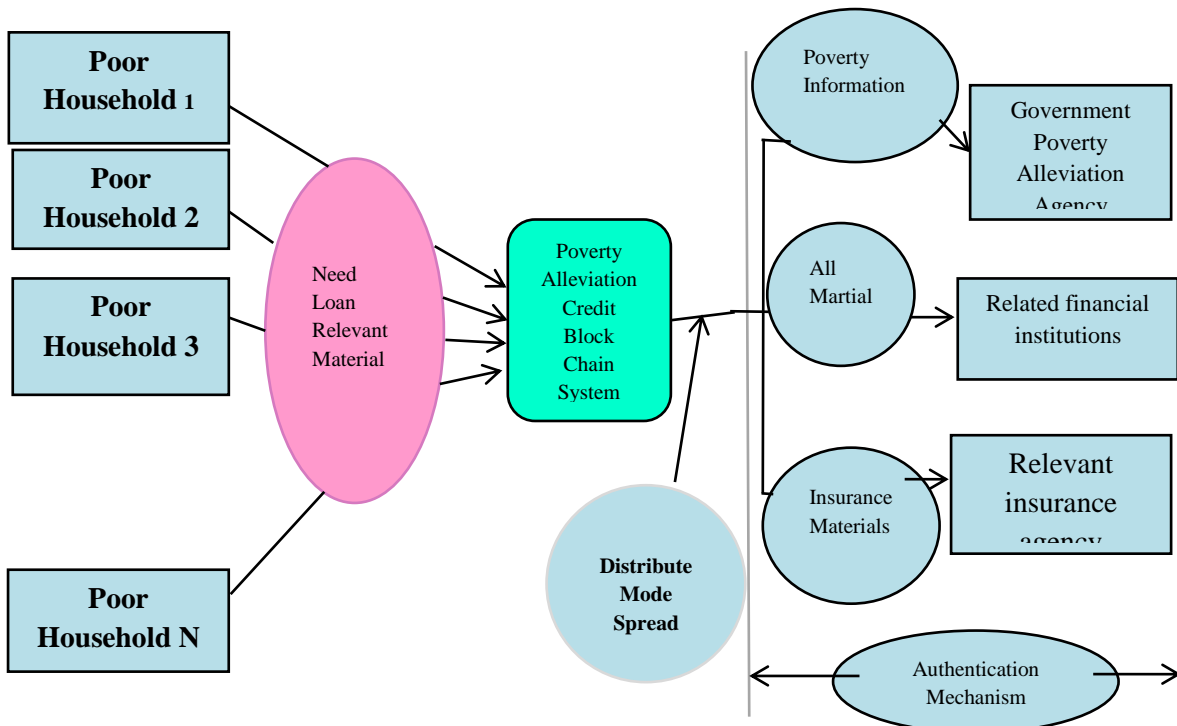 Poor
Household 1
Poor
Household 2
Poor
Household 3
Poor
Household N
Need
Loan
Relevant
Material
Poverty
Alleviation
Credit
Block
Chain
System
Distribute
Mode
Spread
Poverty
Information
Government
Poverty
Alleviation
Agency
All
Martial
Related financial
institutions
Insurance
Materials
Relevant
insurance
agency
Authentication
Mechanism